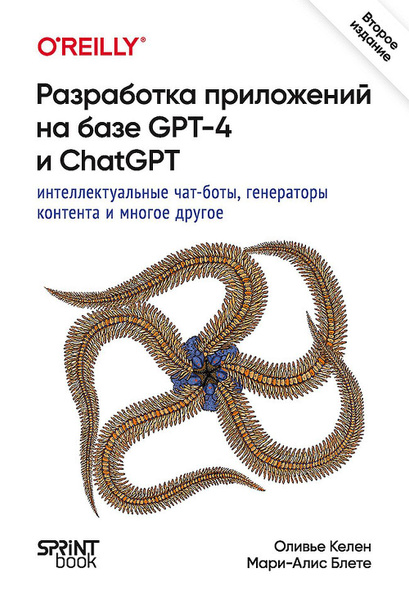 O'REILLY®
Второе
издание
Разработка приложений
на базе GPT-4
и ChatGPT
интеллектуальные чат-боты, генераторы
контента и многое другое
SPRiNT
book
Оливье Келен
Мари-Алис Блете